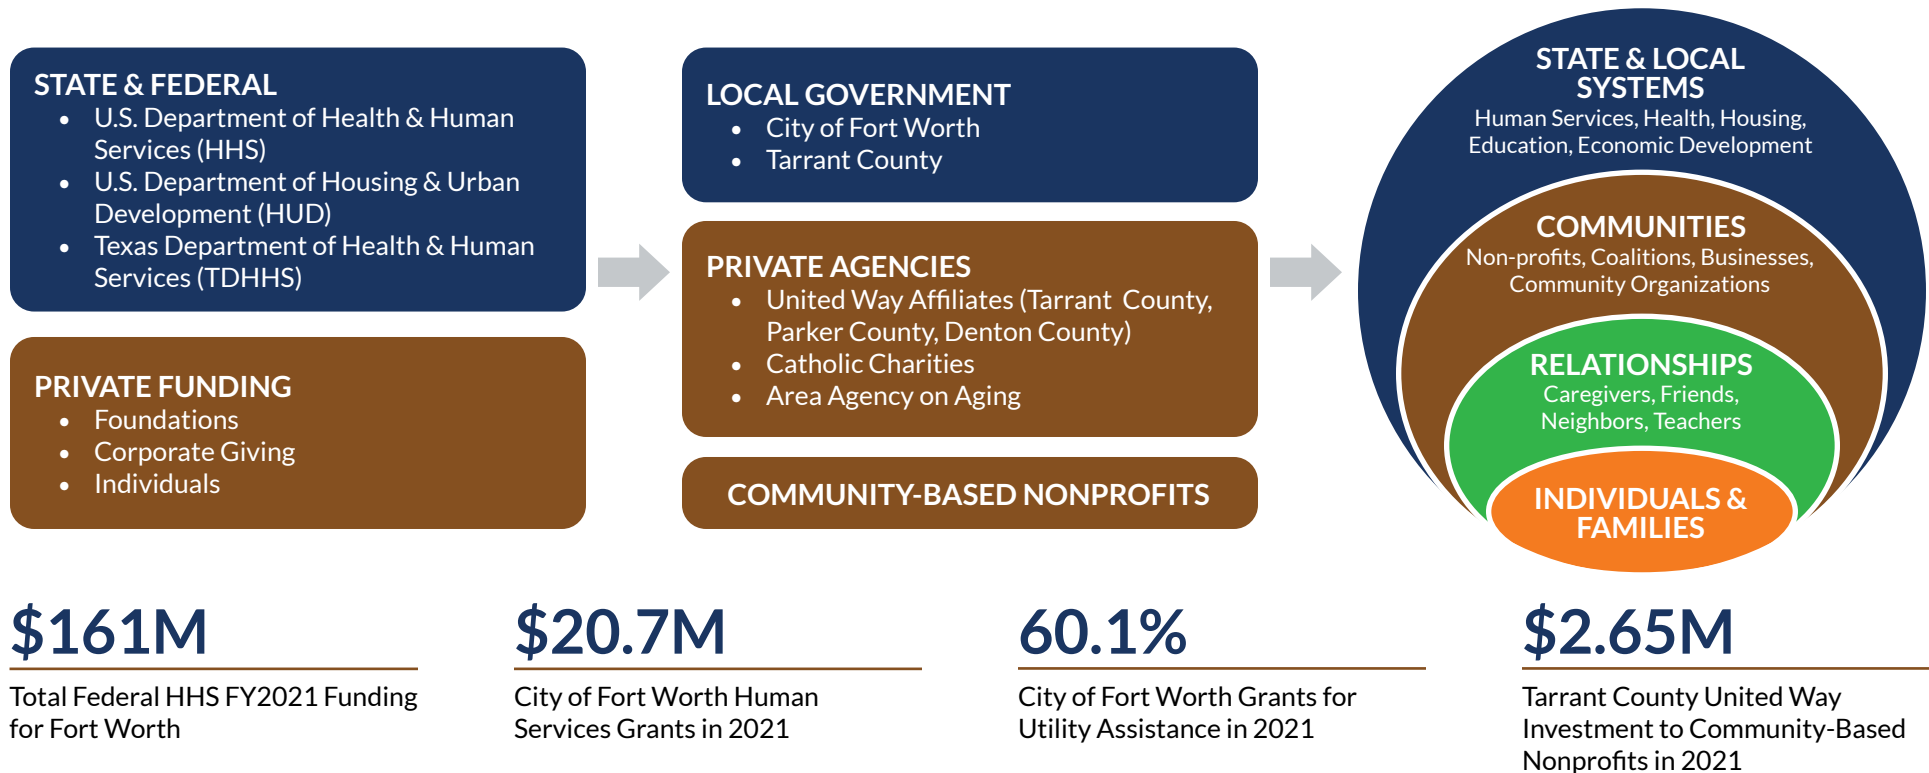 STATE & FEDERAL
• U.S. Department of Health & Human
Services (HHS)
• U.S. Department of Housing & Urban
Development (HUD)
• Texas Department of Health & Human
Services (TDHHS)
PRIVATE FUNDING
• Foundations
• Corporate Giving
• Individuals
LOCAL GOVERNMENT
• City of Fort Worth
• Tarrant County
PRIVATE AGENCIES
• United Way Affiliates (Tarrant County,
Parker County, Denton County)
• Catholic Charities
• Area Agency on Aging
COMMUNITY-BASED NONPROFITS
STATE & LOCAL
SYSTEMS
Human Services, Health, Housing,
Education, Economic Development
COMMUNITIES
Non-profits, Coalitions, Businesses,
Community Organizations
RELATIONSHIPS
Caregivers, Friends,
Neighbors, Teachers
INDIVIDUALS &
FAMILIES
$161M
Total Federal HHS FY2021 Funding
for Fort Worth
$20.7M
City of Fort Worth Human
Services Grants in 2021
60.1%
City of Fort Worth Grants for
Utility Assistance in 2021
$2.65M
Tarrant County United Way
Investment to Community-Based
Nonprofits in 2021